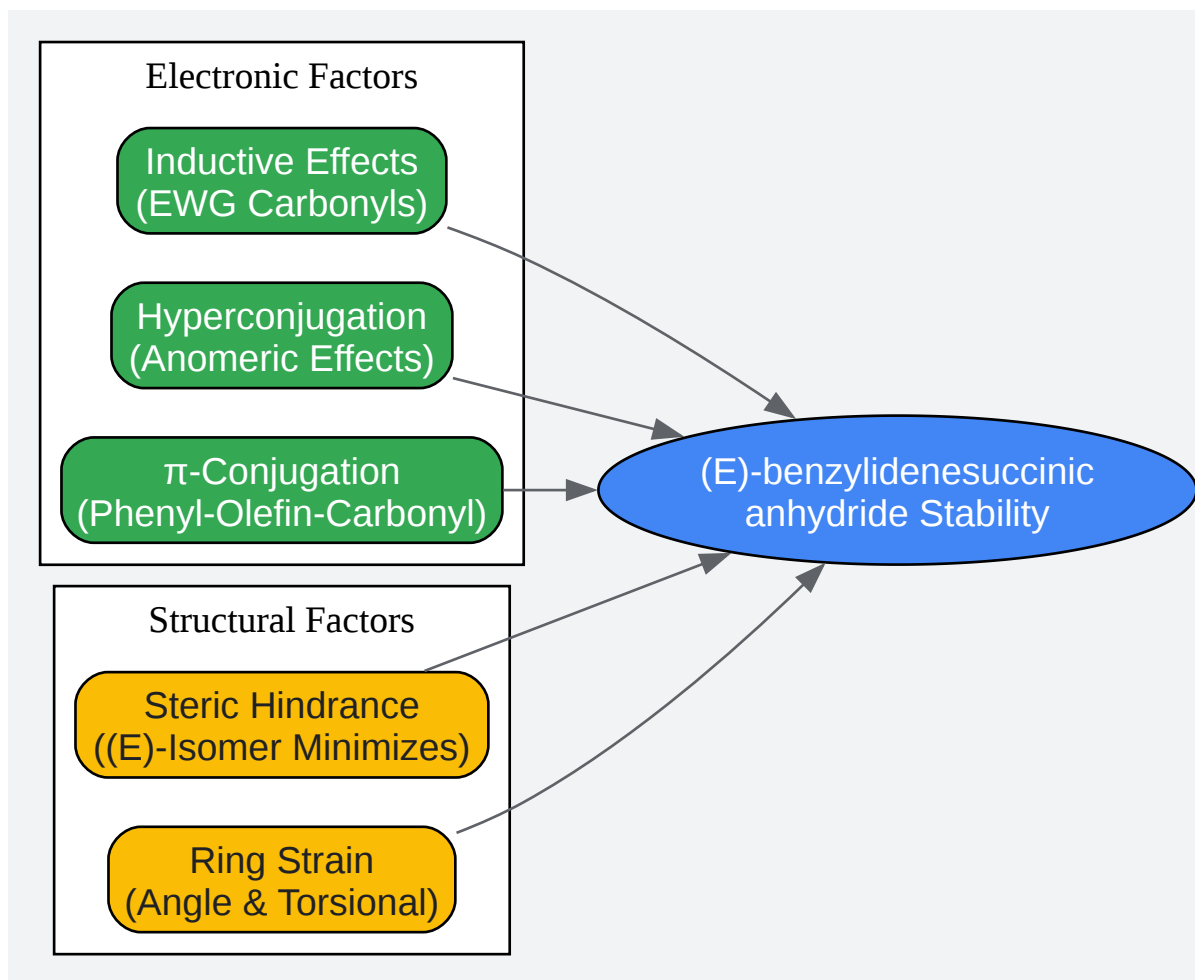 Electronic Factors
Inductive Effects
(EWG Carbonyls)
Hyperconjugation
(Anomeric Effects)
π-Conjugation
(Phenyl-Olefin-Carbonyl)
(E)-benzylidenesuccinic
anhydride Stability
Structural Factors
Steric Hindrance
((E)-Isomer Minimizes)
Ring Strain
(Angle & Torsional)